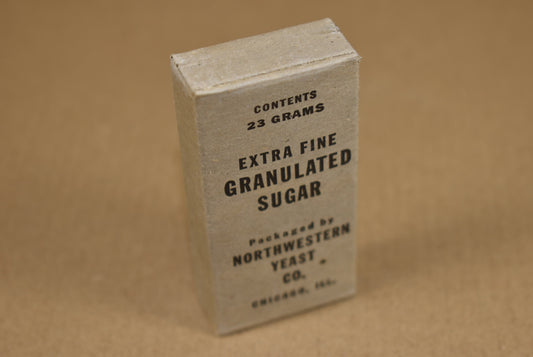 CONTENTS
23 GRAMS
EXTRA FINE
GRANULATED
SUGAR
Packaged by
NORTHWESTERN
YEAST
CO.
CHICAGO, ILL.